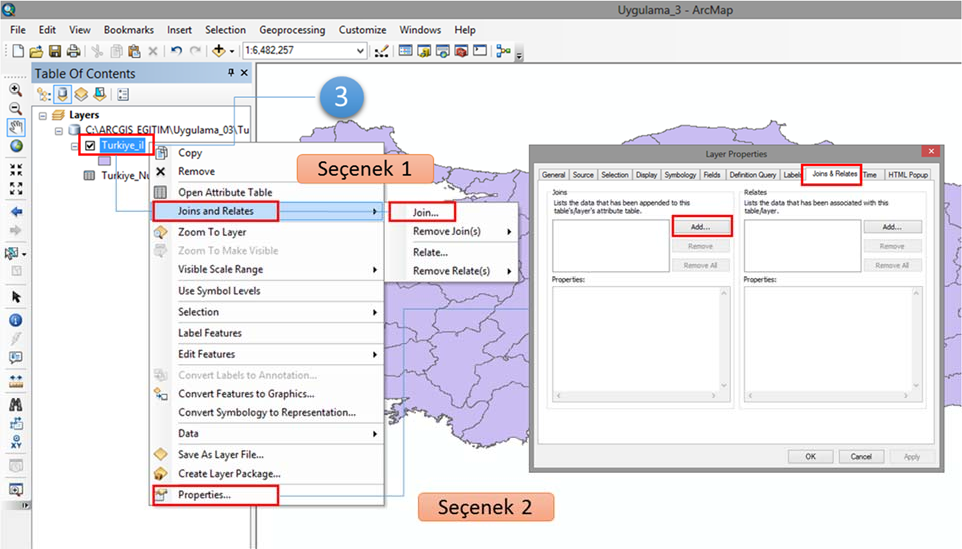 Uygulama_3 - ArcMap
File Edit View Bookmarks Insert Selection Geoprocessing Customize Windows Help
1:6,482,257
Table Of Contents
Layers
C:\ARCGIS_EGITIM\Uygulama_03\Tu
Turkiye_il
Turkiye_Nu
3
Seçenek 1
Copy
Remove
Open Attribute Table
Joins and Relates
Zoom To Layer
Zoom To Make Visible
Visible Scale Range
Use Symbol Levels
Selection
Label Features
Edit Features
Convert Labels to Annotation...
Convert Features to Graphics...
Convert Symbology to Representation...
Data
Save As Layer File...
Create Layer Package...
Properties...
Join...
Remove Join(s)
Relate...
Remove Relate(s)
Layer Properties
General Source Selection Display Symbology Fields Definition Query Labels Joins & Relates Time HTML Popup
Joins
Lists the data that has been appended to this
table's/layer's attribute table.
Add...
Remove
Remove All
Properties:
Relates
Lists the data that has been associated with this
table/layer.
Add...
Remove
Remove All
Properties:
OK Cancel Apply
Seçenek 2
XY